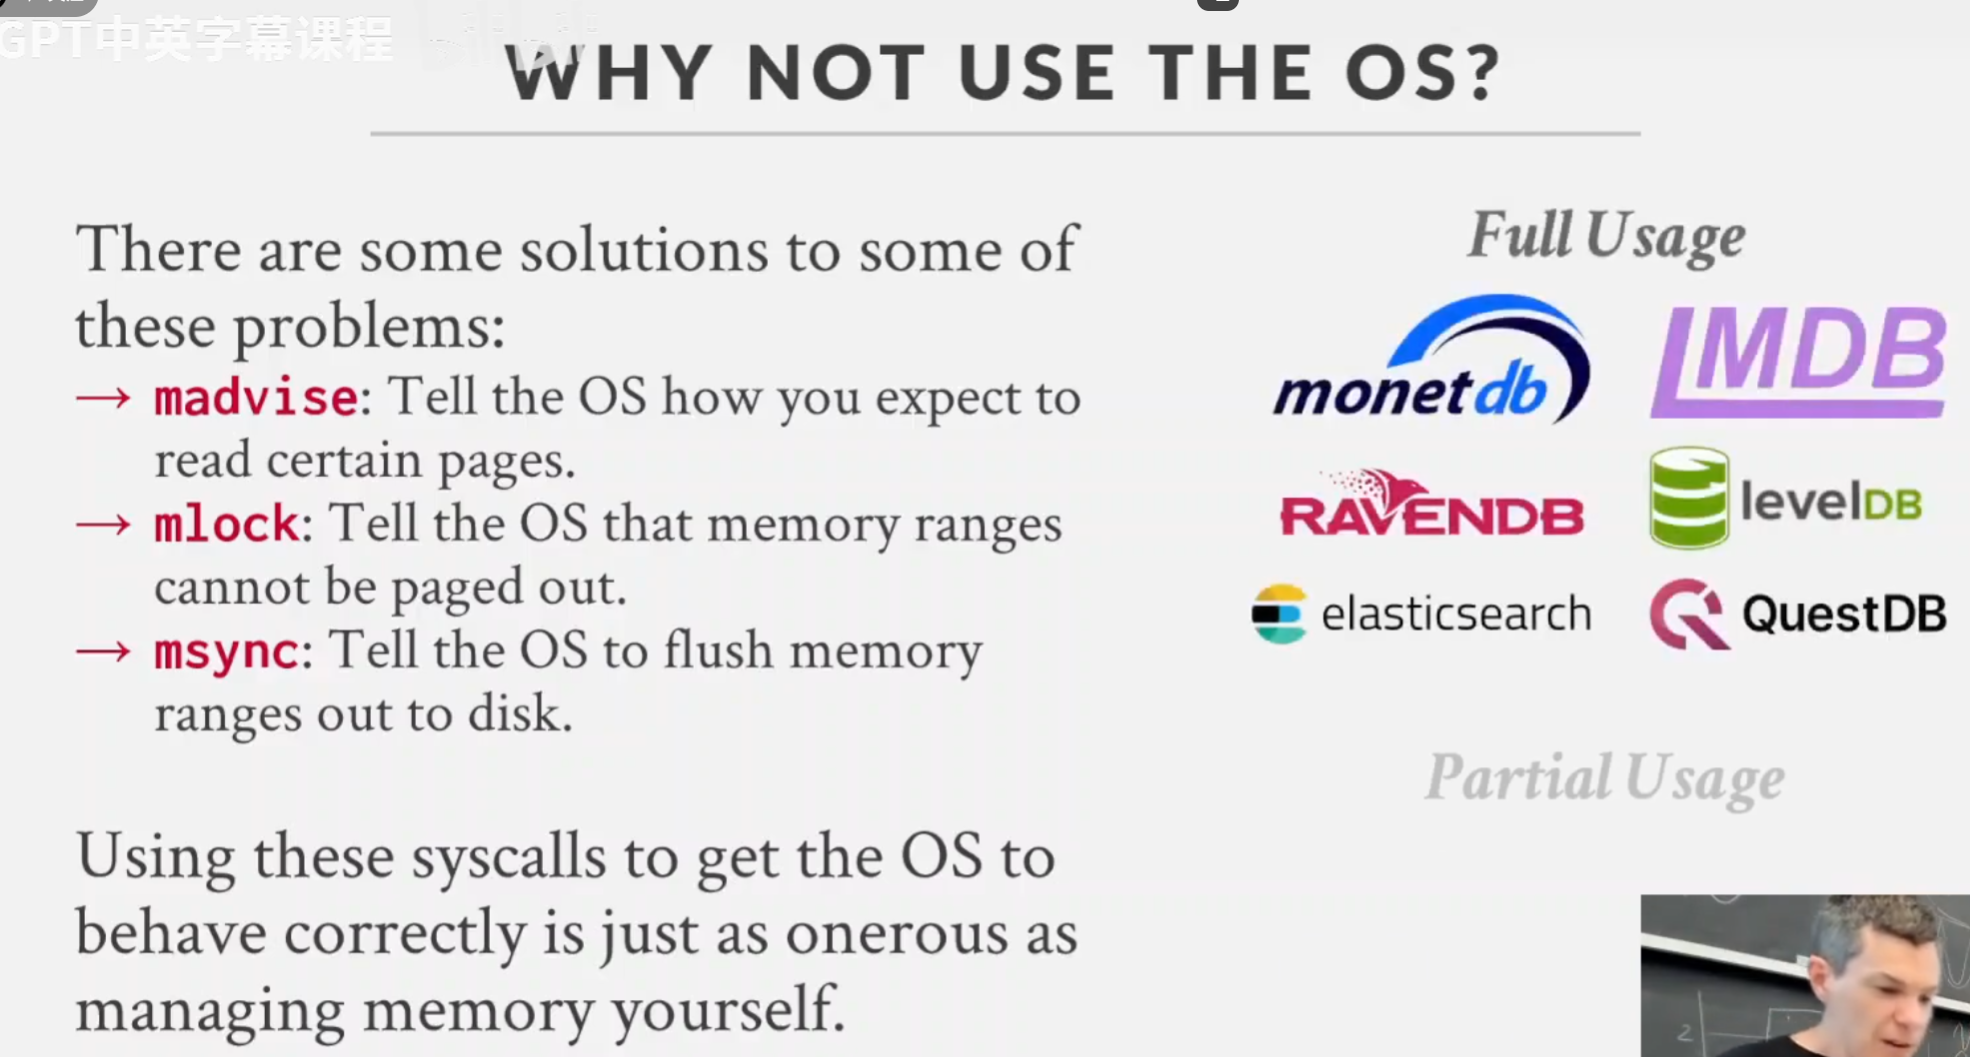 GPT中英字幕课程
WHY NOT USE THE OS?
There are some solutions to some of
these problems:
→ madvise: Tell the OS how you expect to
read certain pages.
→ mlock: Tell the OS that memory ranges
cannot be paged out.
→ msync: Tell the OS to flush memory
ranges out to disk.
Using these syscalls to get the OS to
behave correctly is just as onerous as
managing memory yourself.
Full Usage
monetdb
LMDB
RAVENDB
levelDB
elasticsearch
QuestDB
Partial Usage
2